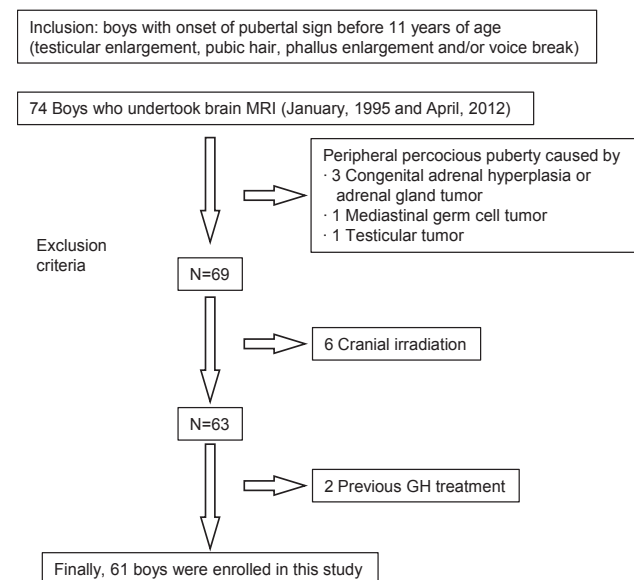 Inclusion: boys with onset of pubertal sign before 11 years of age
(testicular enlargement, pubic hair, phallus enlargement and/or voice break)
74 Boys who undertook brain MRI (January, 1995 and April, 2012)
Peripheral percocious puberty caused by
· 3 Congenital adrenal hyperplasia or
adrenal gland tumor
· 1 Mediastinal germ cell tumor
· 1 Testicular tumor
Exclusion
criteria
N=69
6 Cranial irradiation
N=63
2 Previous GH treatment
Finally, 61 boys were enrolled in this study